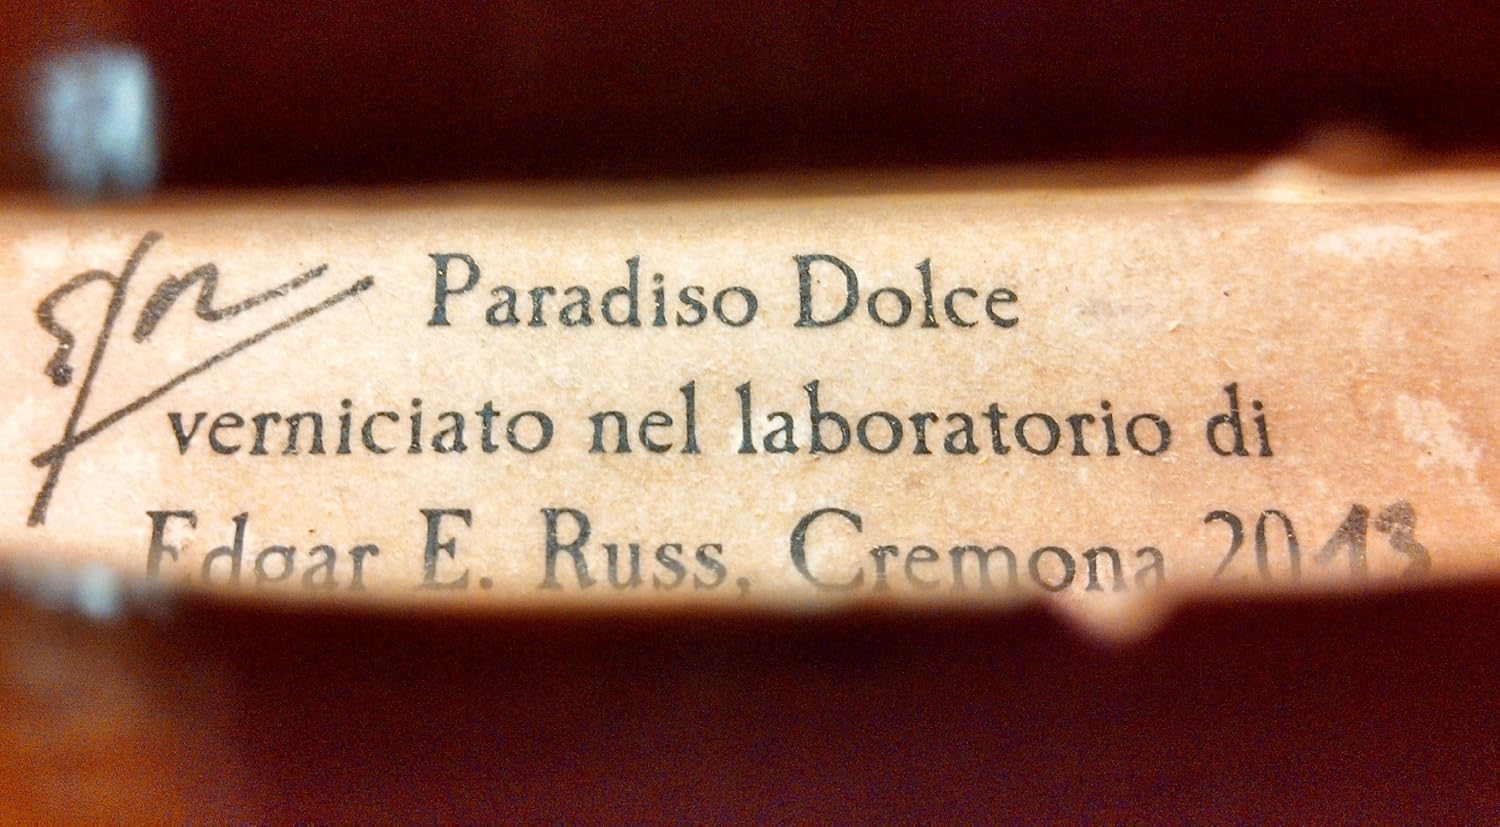 Paradiso Dolce
verniciato nel laboratorio di
Edgar E. Russ, Cremona 2013